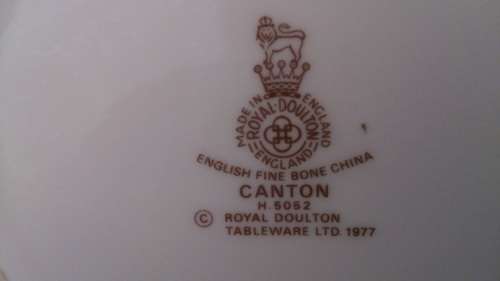 MADE IN ENGLAND
ROYAL·DOULTON
ENGLAND
ENGLISH FINE BONE CHINA
CANTON
H.5052
© ROYAL DOULTON
TABLEWARE LTD. 1977